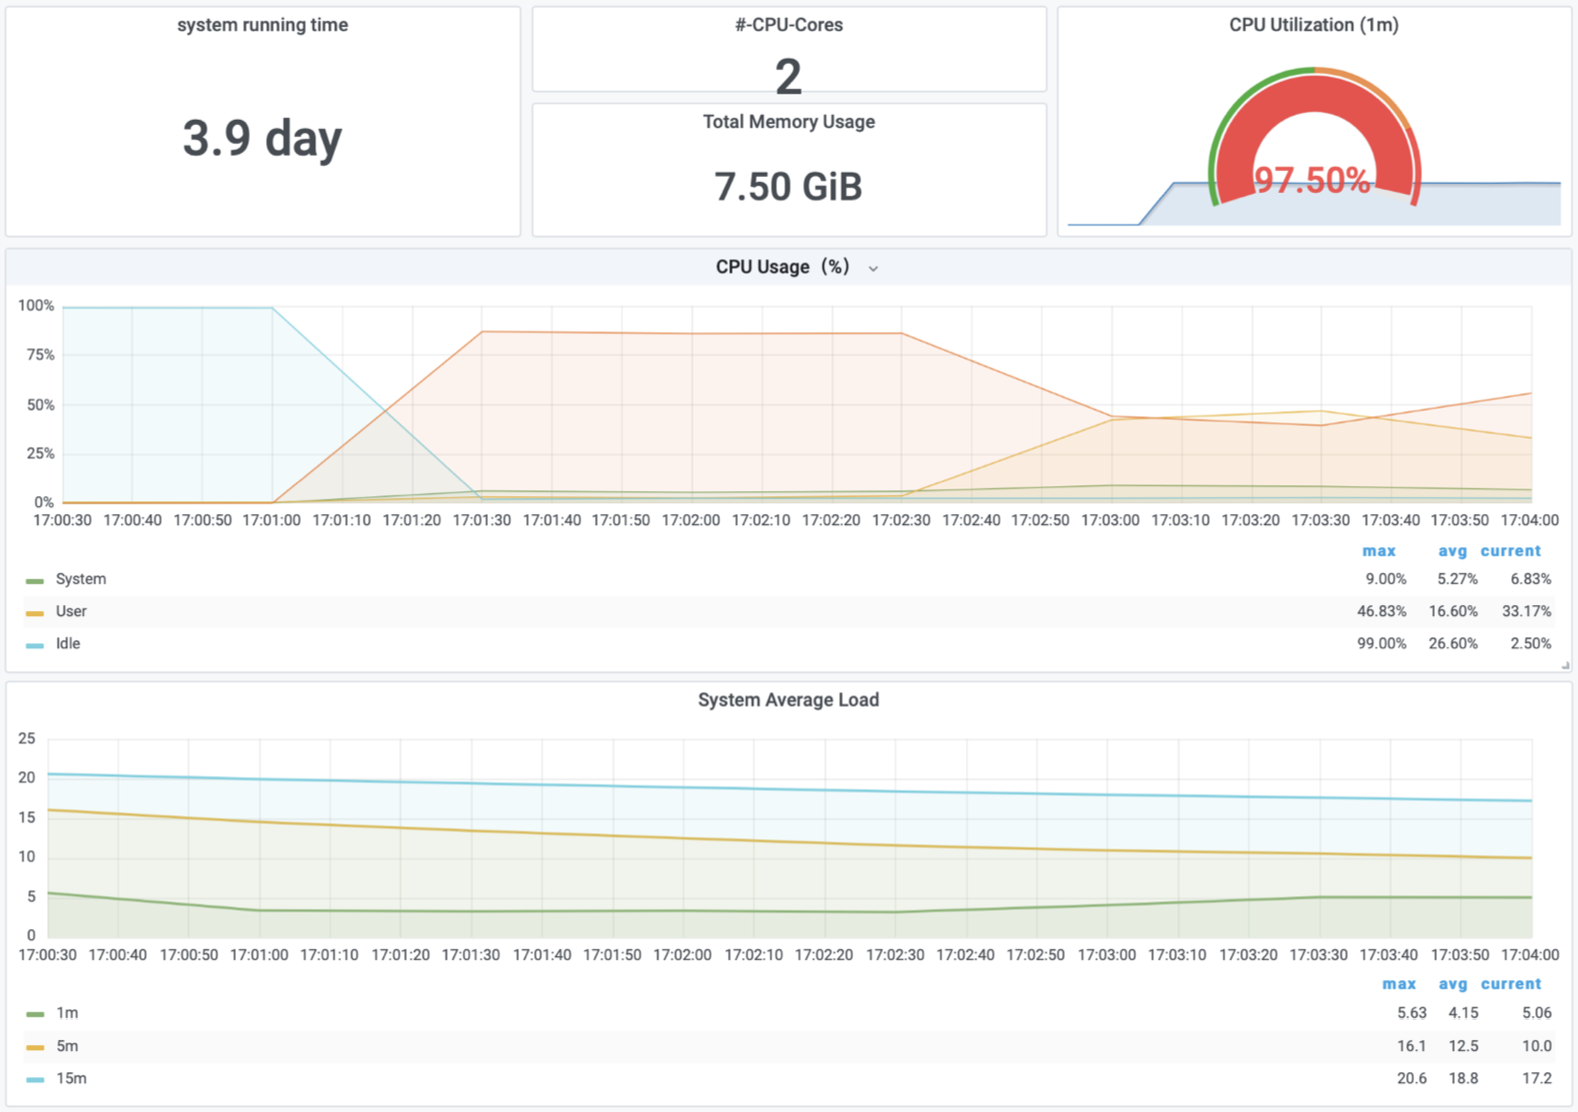 system running time
3.9 day
#-CPU-Cores
2
Total Memory Usage
7.50 GiB
CPU Utilization (1m)
97.50%
CPU Usage (%)
100%
75%
50%
25%
0%
17:00:30 17:00:40 17:00:50 17:01:00 17:01:10 17:01:20 17:01:30 17:01:40 17:01:50 17:02:00 17:02:10 17:02:20 17:02:30 17:02:40 17:02:50 17:03:00 17:03:10 17:03:20 17:03:30 17:03:40 17:03:50 17:04:00
max avg current
System 9.00% 5.27% 6.83%
User 46.83% 16.60% 33.17%
Idle 99.00% 26.60% 2.50%
System Average Load
25
20
15
10
5
0
17:00:30 17:00:40 17:00:50 17:01:00 17:01:10 17:01:20 17:01:30 17:01:40 17:01:50 17:02:00 17:02:10 17:02:20 17:02:30 17:02:40 17:02:50 17:03:00 17:03:10 17:03:20 17:03:30 17:03:40 17:03:50 17:04:00
max avg current
1m 5.63 4.15 5.06
5m 16.1 12.5 10.0
15m 20.6 18.8 17.2